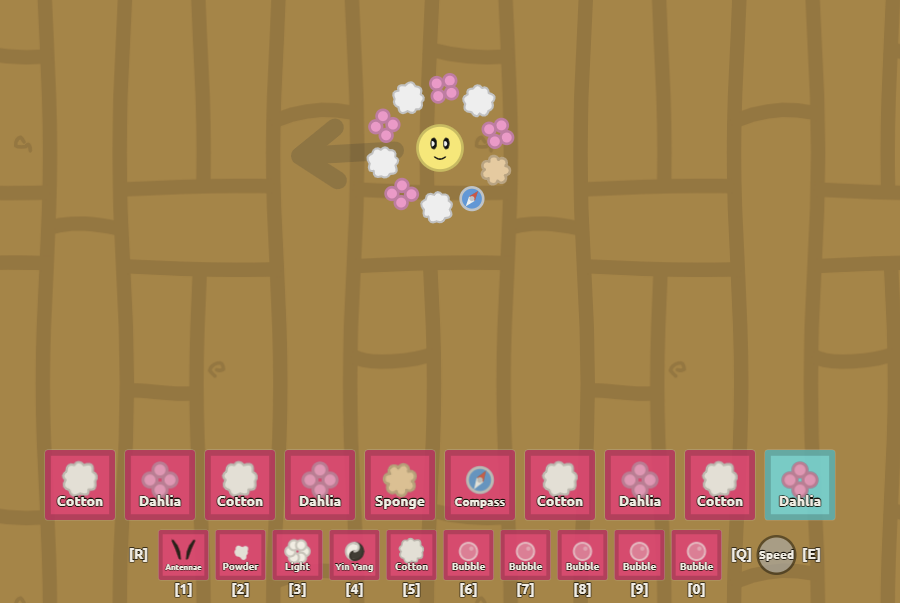 Cotton Dahlia Cotton Dahlia Sponge Compass Cotton Dahlia Cotton Dahlia
[R] Antennae Powder Light Yin Yang Cotton Bubble Bubble Bubble Bubble Bubble [Q] Speed [E]
[1] [2] [3] [4] [5] [6] [7] [8] [9] [0]